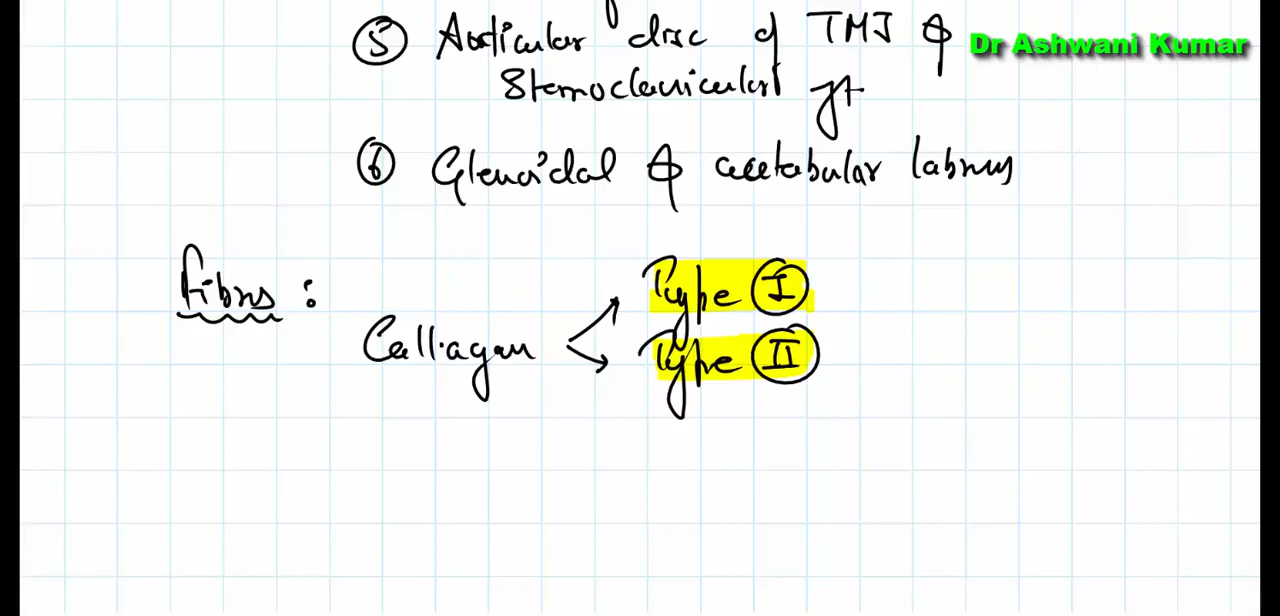 ⑤ Articular disc of TMJ &
Dr Ashwani Kumar
Sternoclavicular jt
⑥ Glenoidal & acetabular labrum
fibres :
Collagen
Type I
Type II